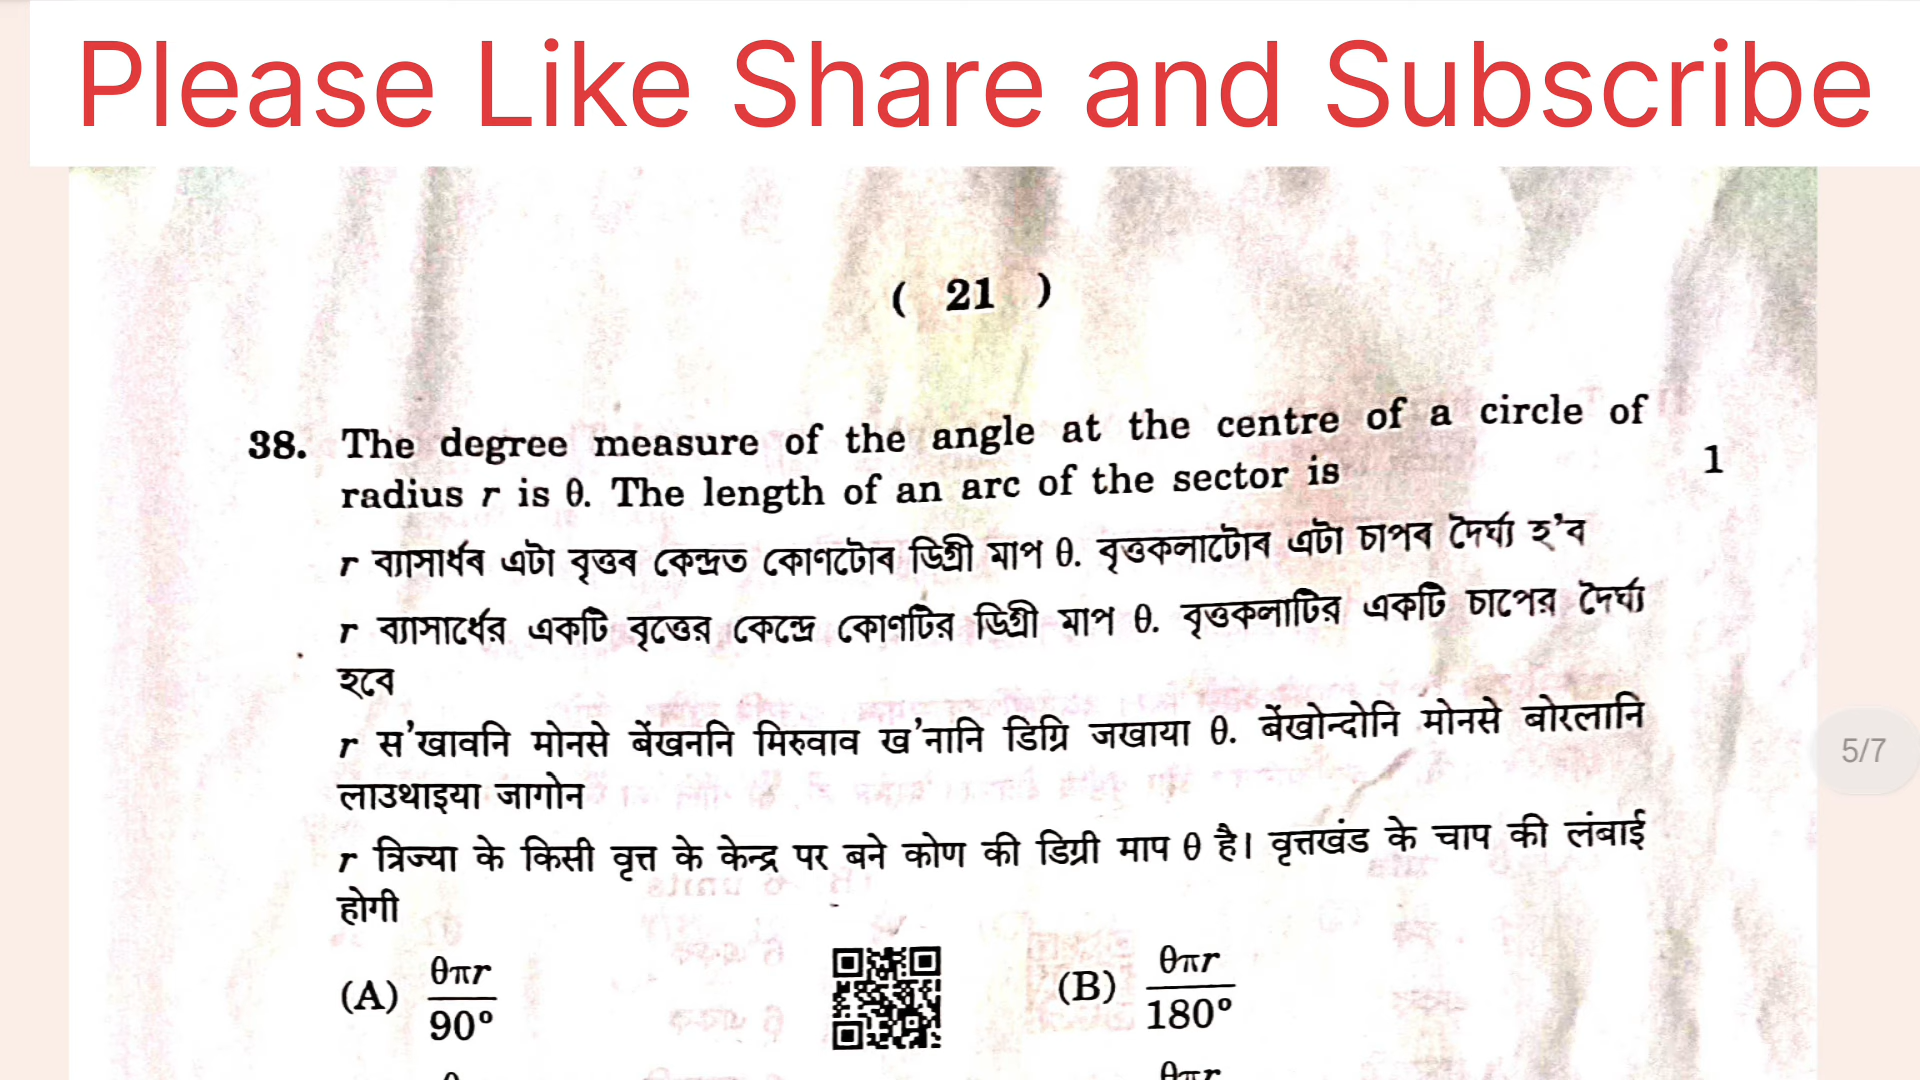 Please Like Share and Subscribe
( 21 )
38. The degree measure of the angle at the centre of a circle of
radius r is θ. The length of an arc of the sector is 1
r ব্যাসাৰ্ধৰ এটা বৃত্তৰ কেন্দ্ৰত কোণটোৰ ডিগ্ৰী মাপ θ. বৃত্তকলাটোৰ এটা চাপৰ দৈৰ্ঘ্য হ’ব
r ব্যাসার্ধের একটি বৃত্তের কেন্দ্রে কোণটির ডিগ্রী মাপ θ. বৃত্তকলাটির একটি চাপের দৈর্ঘ্য
হবে
r स’खावनि मोनसे बेंखननि मिरुवाव ख’नानि डिग्रि जखाया θ. बेंखोन्दोनि मोनसे बोरलानि
लाउथाइया जागोन
r त्रिज्या के किसी वृत्त के केन्द्र पर बने कोण की डिग्री माप θ है। वृत्तखंड के चाप की लंबाई
होगी
(A) θπr / 90° (B) θπr / 180°
5/7